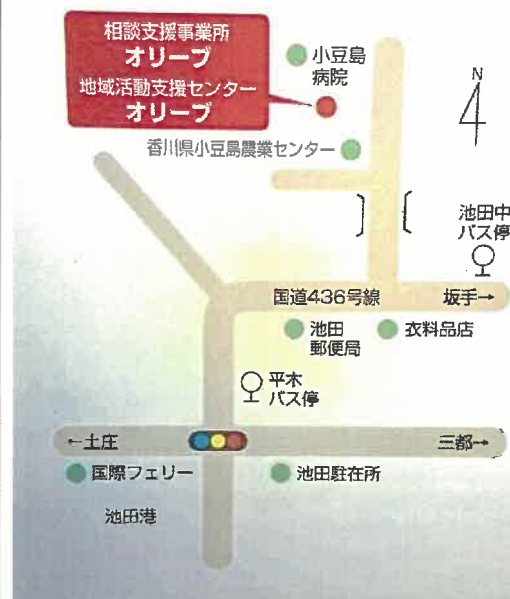 相談支援事業所
オリーブ
地域活動支援センター
オリーブ
小豆島
病院
N
香川県小豆島農業センター
池田中
バス停
国道436号線
坂手→
池田
郵便局
衣料品店
平木
バス停
←土庄
三都→
国際フェリー
池田駐在所
池田港